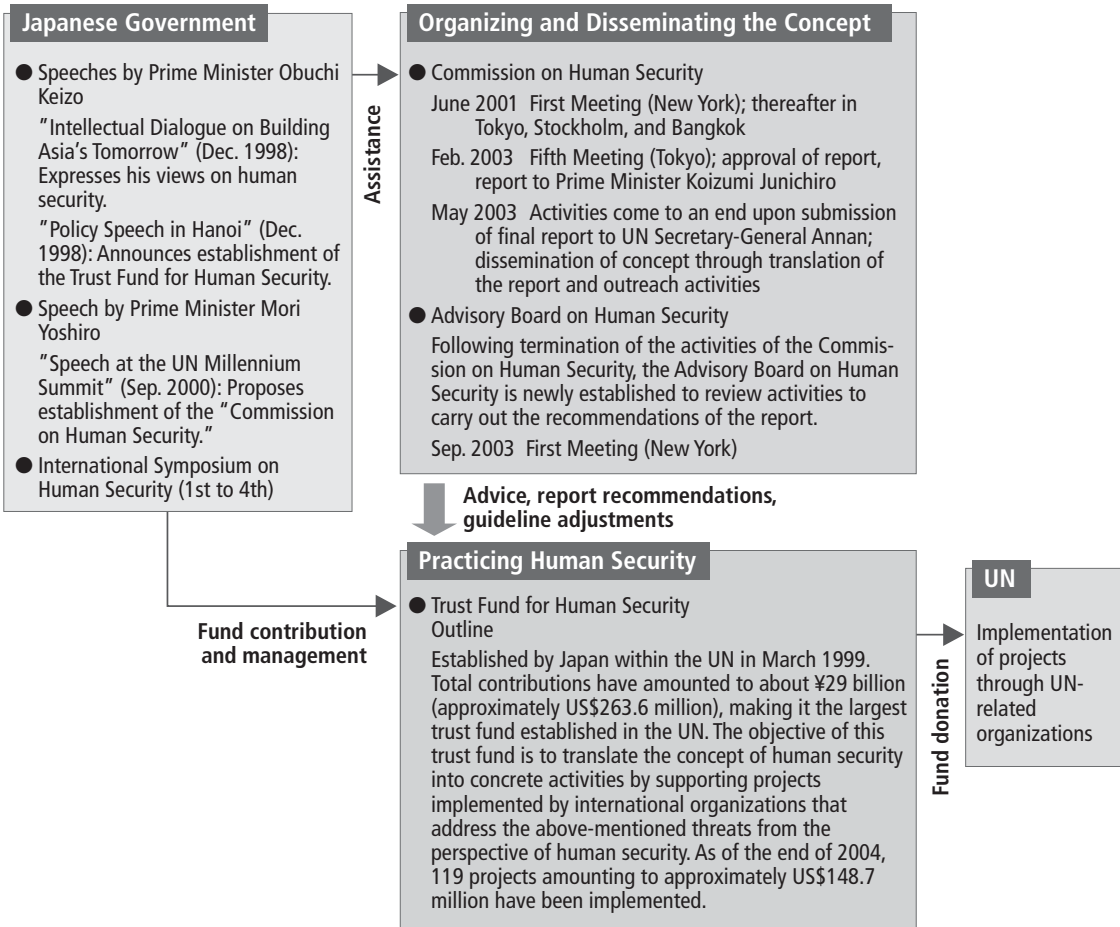 Japanese Government
● Speeches by Prime Minister Obuchi
Keizo
"Intellectual Dialogue on Building
Asia's Tomorrow" (Dec. 1998):
Expresses his views on human
security.
"Policy Speech in Hanoi" (Dec.
1998): Announces establishment of
the Trust Fund for Human Security.
● Speech by Prime Minister Mori
Yoshiro
"Speech at the UN Millennium
Summit" (Sep. 2000): Proposes
establishment of the "Commission
on Human Security."
● International Symposium on
Human Security (1st to 4th)
Assistance
Organizing and Disseminating the Concept
● Commission on Human Security
June 2001 First Meeting (New York); thereafter in
Tokyo, Stockholm, and Bangkok
Feb. 2003 Fifth Meeting (Tokyo); approval of report,
report to Prime Minister Koizumi Junichiro
May 2003 Activities come to an end upon submission
of final report to UN Secretary-General Annan;
dissemination of concept through translation of
the report and outreach activities
● Advisory Board on Human Security
Following termination of the activities of the Commis-
sion on Human Security, the Advisory Board on Human
Security is newly established to review activities to
carry out the recommendations of the report.
Sep. 2003 First Meeting (New York)
Advice, report recommendations,
guideline adjustments
Fund contribution
and management
Practicing Human Security
● Trust Fund for Human Security
Outline
Established by Japan within the UN in March 1999.
Total contributions have amounted to about ¥29 billion
(approximately US$263.6 million), making it the largest
trust fund established in the UN. The objective of this
trust fund is to translate the concept of human security
into concrete activities by supporting projects
implemented by international organizations that
address the above-mentioned threats from the
perspective of human security. As of the end of 2004,
119 projects amounting to approximately US$148.7
million have been implemented.
Fund donation
UN
Implementation
of projects
through UN-
related
organizations